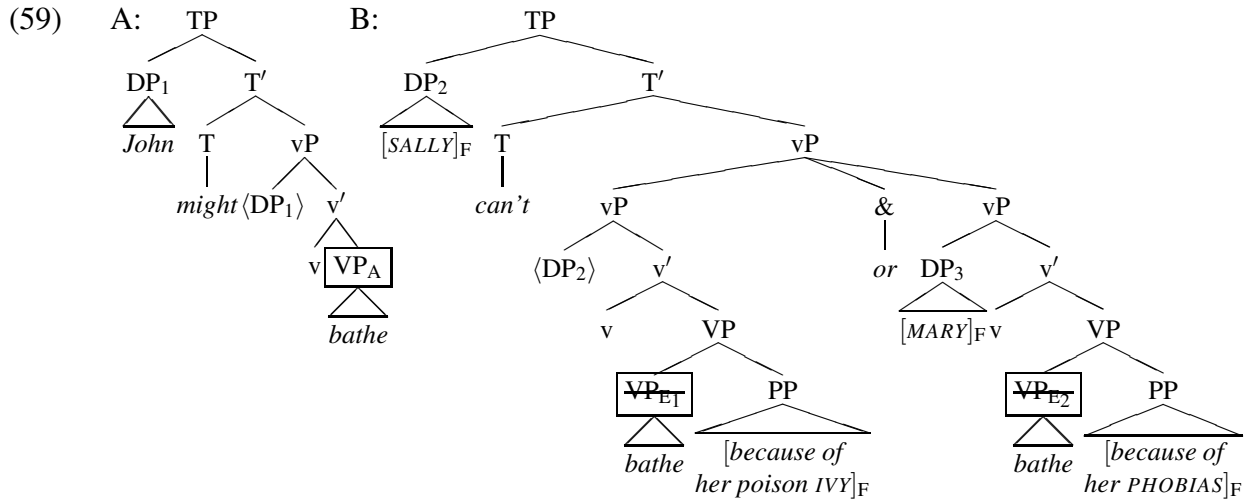 (59) A: TP B: TP
DP₁ T′ DP₂ T′
John T vP [SALLY]F T vP
might ⟨DP₁⟩ v′ can't vP & vP
v VPA ⟨DP₂⟩ v′ or DP₃ v′
bathe v VP [MARY]F v VP
VPE₁ PP VPE₂ PP
bathe [because of bathe [because of
her poison IVY]F her PHOBIAS]F